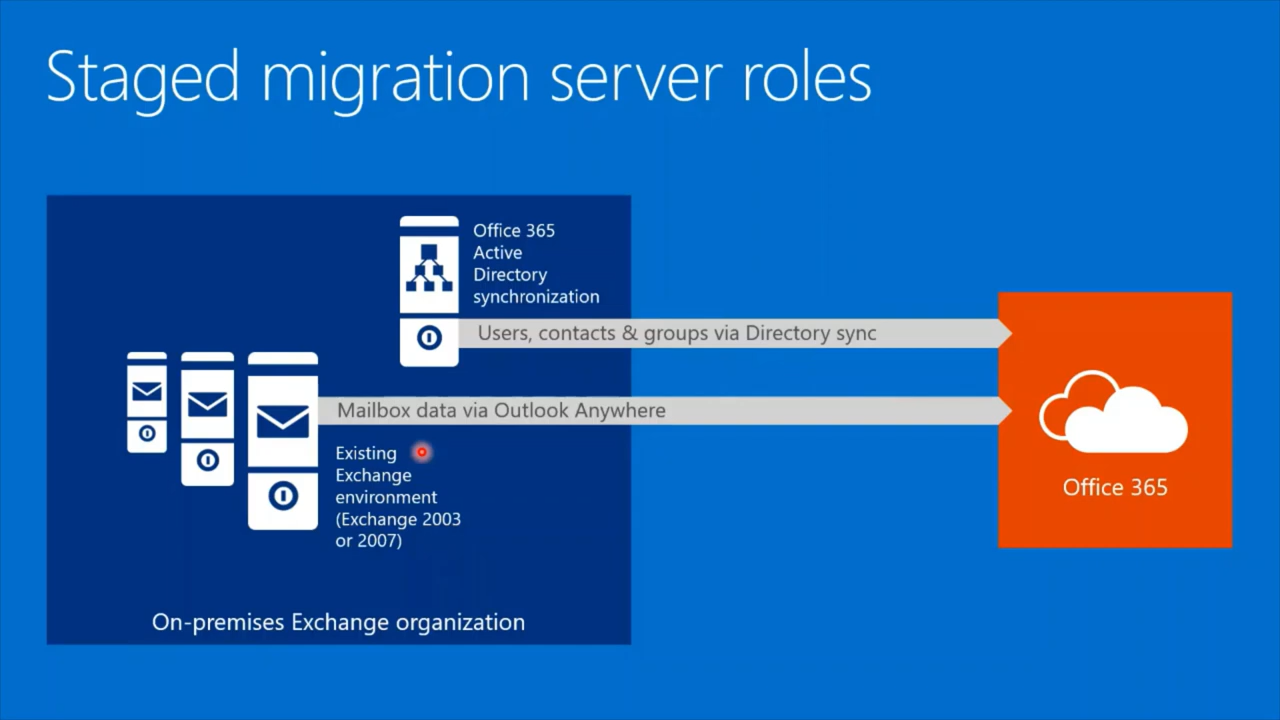 Staged migration server roles
Office 365
Active
Directory
synchronization
Users, contacts & groups via Directory sync
Mailbox data via Outlook Anywhere
Existing
Exchange
environment
(Exchange 2003
or 2007)
On-premises Exchange organization
Office 365